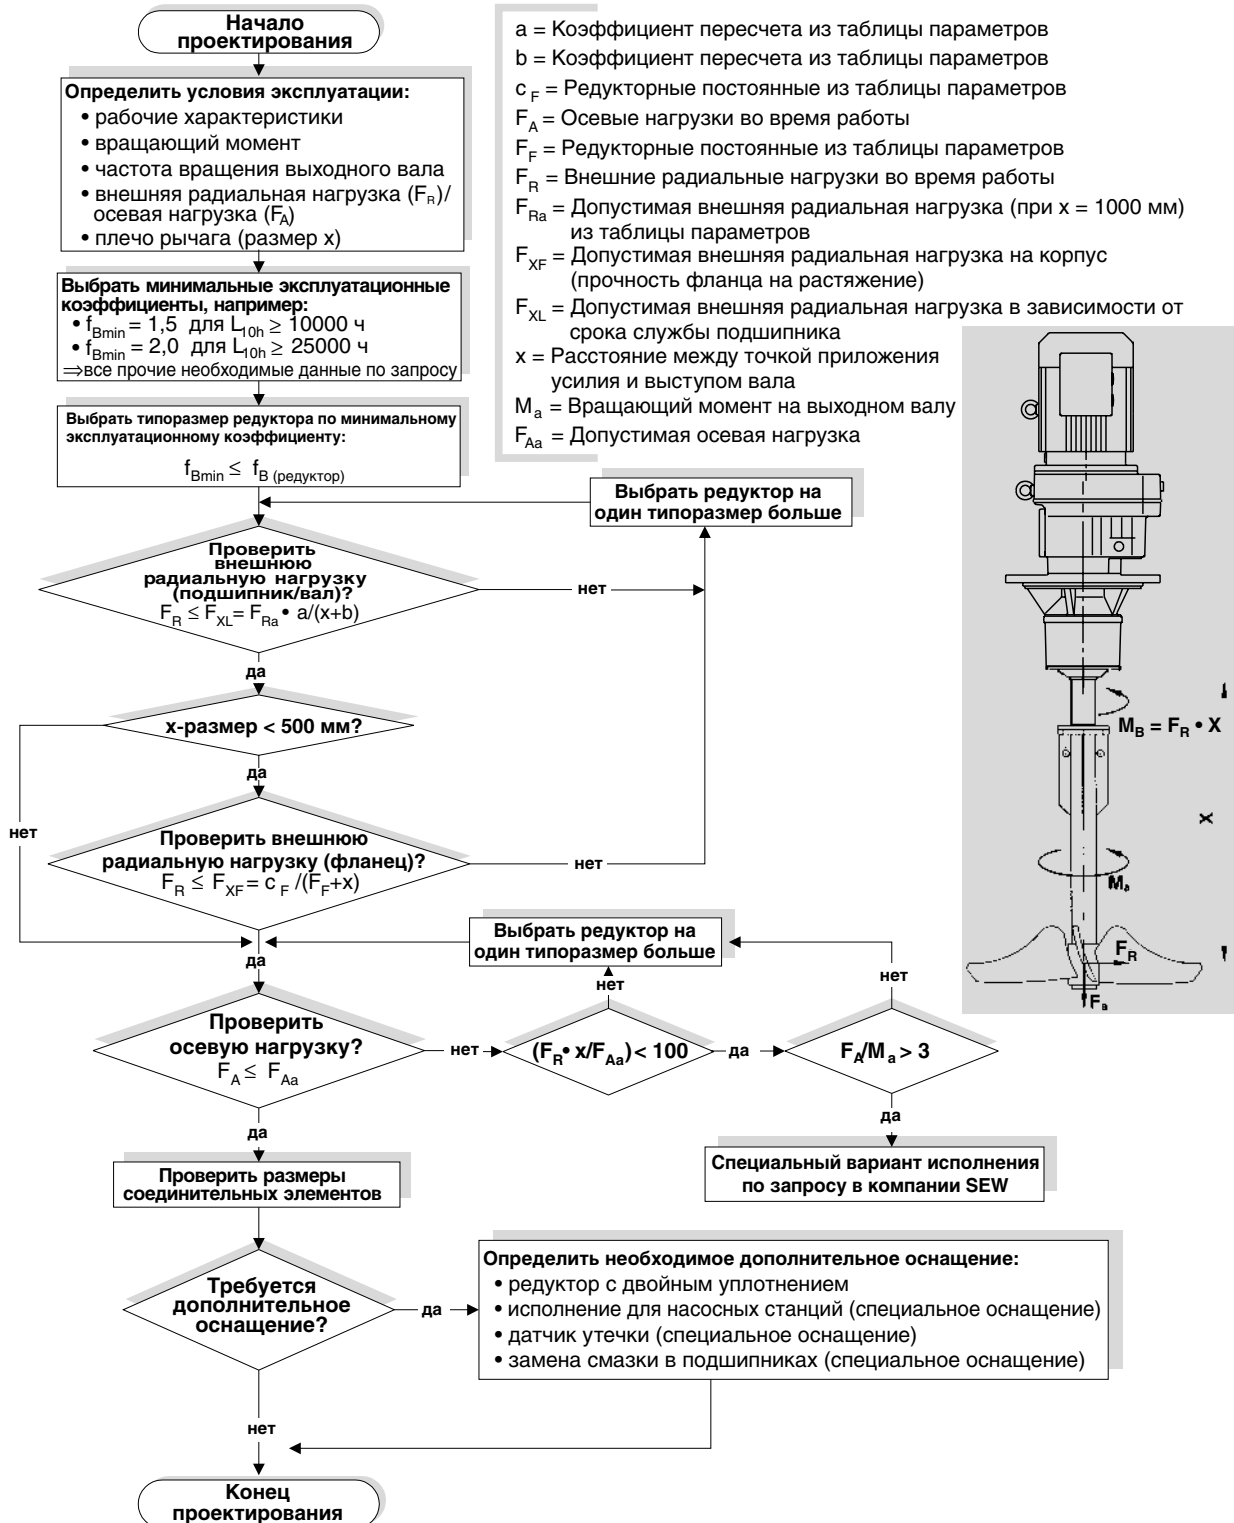 Начало
проектирования
Определить условия эксплуатации:
• рабочие характеристики
• вращающий момент
• частота вращения выходного вала
• внешняя радиальная нагрузка (F_R)/
осевая нагрузка (F_A)
• плечо рычага (размер x)
Выбрать минимальные эксплуатационные
коэффициенты, например:
• f_Bmin = 1,5 для L_10h ≥ 10000 ч
• f_Bmin = 2,0 для L_10h ≥ 25000 ч
⇒все прочие необходимые данные по запросу
Выбрать типоразмер редуктора по минимальному
эксплуатационному коэффициенту:
f_Bmin ≤ f_B (редуктор)
a = Коэффициент пересчета из таблицы параметров
b = Коэффициент пересчета из таблицы параметров
c_F = Редукторные постоянные из таблицы параметров
F_A = Осевые нагрузки во время работы
F_F = Редукторные постоянные из таблицы параметров
F_R = Внешние радиальные нагрузки во время работы
F_Ra = Допустимая внешняя радиальная нагрузка (при x = 1000 мм)
из таблицы параметров
F_XF = Допустимая внешняя радиальная нагрузка на корпус
(прочность фланца на растяжение)
F_XL = Допустимая внешняя радиальная нагрузка в зависимости от
срока службы подшипника
x = Расстояние между точкой приложения
усилия и выступом вала
M_a = Вращающий момент на выходном валу
F_Aa = Допустимая осевая нагрузка
Выбрать редуктор на
один типоразмер больше
Проверить
внешнюю
радиальную нагрузку
(подшипник/вал)?
F_R ≤ F_XL = F_Ra • a/(x+b)
нет
да
x-размер < 500 мм?
да
нет
Проверить внешнюю
радиальную нагрузку (фланец)?
F_R ≤ F_XF = c_F /(F_F+x)
нет
M_B = F_R • X
X
M_a
F_R
F_a
Выбрать редуктор на
один типоразмер больше
да
нет
нет
Проверить
осевую нагрузку?
F_A ≤ F_Aa
нет
(F_R • x/F_Aa) < 100
да
F_A/M_a > 3
да
да
Проверить размеры
соединительных элементов
Специальный вариант исполнения
по запросу в компании SEW
Требуется
дополнительное
оснащение?
да
Определить необходимое дополнительное оснащение:
• редуктор с двойным уплотнением
• исполнение для насосных станций (специальное оснащение)
• датчик утечки (специальное оснащение)
• замена смазки в подшипниках (специальное оснащение)
нет
Конец
проектирования